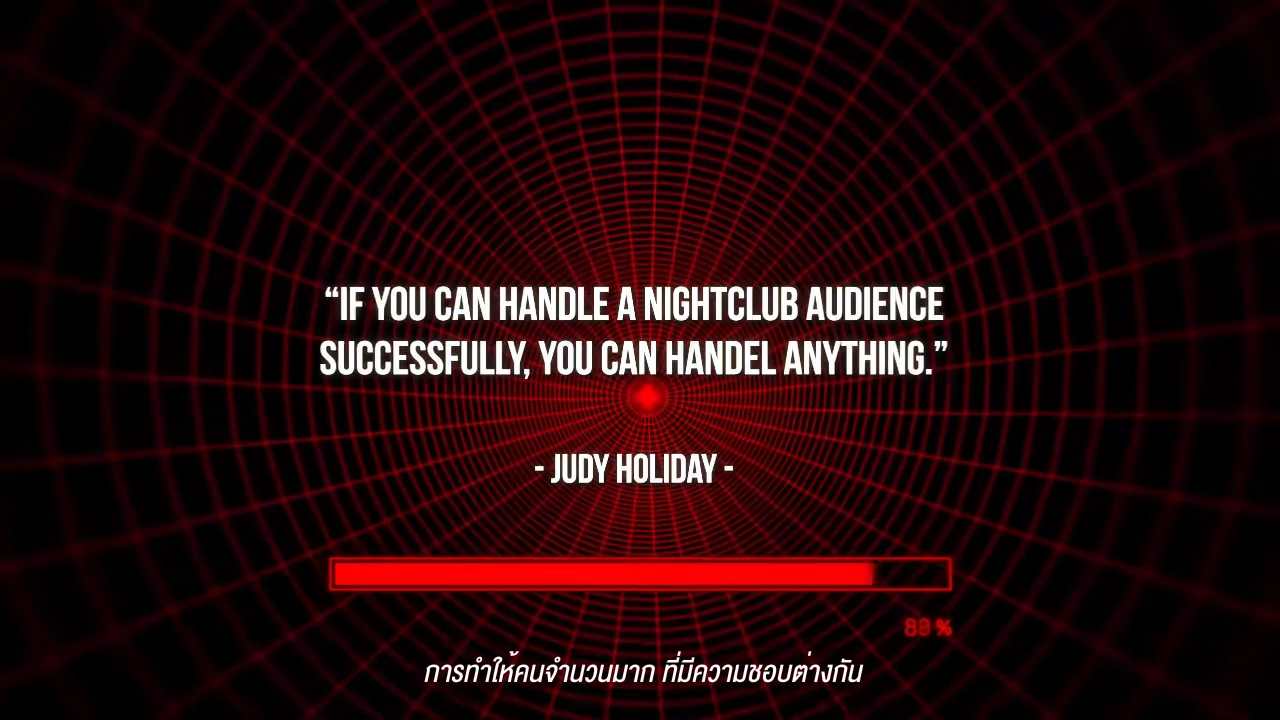 “IF YOU CAN HANDLE A NIGHTCLUB AUDIENCE
SUCCESSFULLY, YOU CAN HANDEL ANYTHING.”
- JUDY HOLIDAY -
89 %
การทำให้คนจำนวนมาก ที่มีความชอบต่างกัน